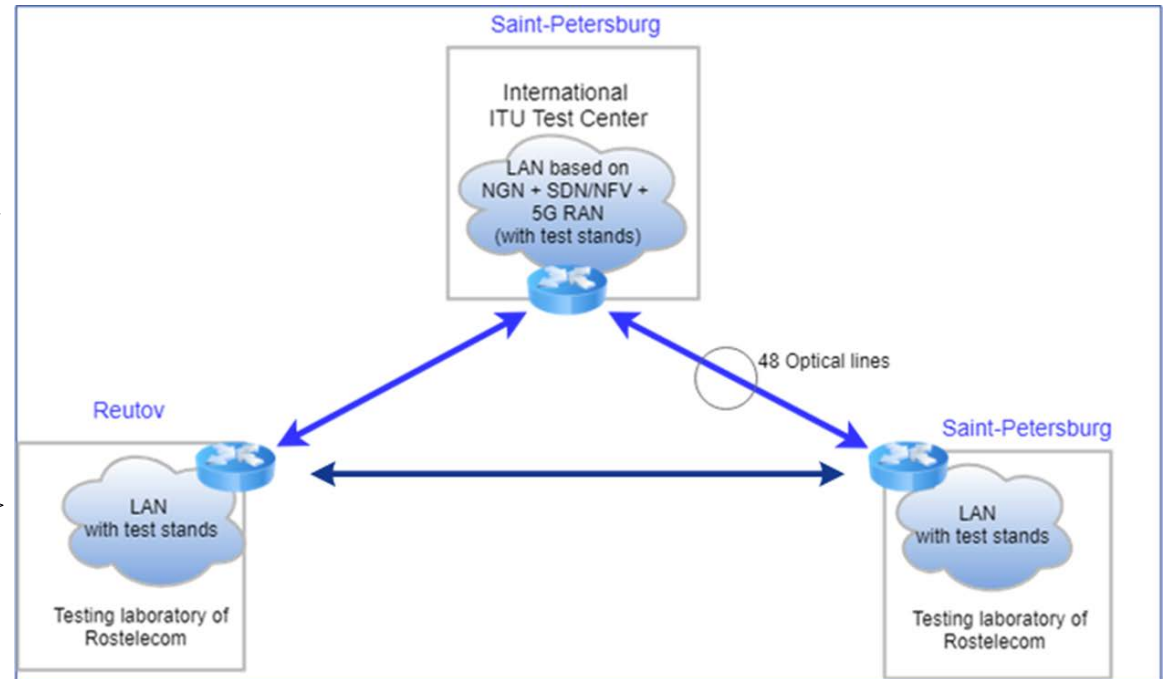 Saint-Petersburg
International
ITU Test Center
LAN based on
NGN + SDN/NFV +
5G RAN
(with test stands)
48 Optical lines
Reutov
Saint-Petersburg
LAN
with test stands
LAN
with test stands
Testing laboratory of
Rostelecom
Testing laboratory of
Rostelecom